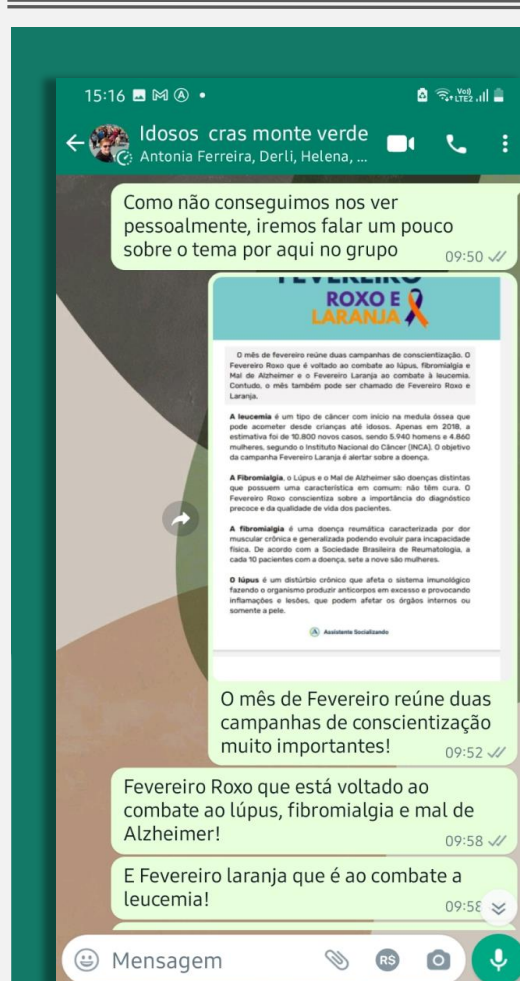 15:16
Vo))
LTE2
Idosos cras monte verde
Antonia Ferreira, Derli, Helena, ...
Como não conseguimos nos ver
pessoalmente, iremos falar um pouco
sobre o tema por aqui no grupo
09:50
FEVEREIRO
ROXO E
LARANJA
O mês de fevereiro reúne duas campanhas de conscientização. O
Fevereiro Roxo que é voltado ao combate ao lúpus, fibromialgia e
Mal de Alzheimer e o Fevereiro Laranja ao combate à leucemia.
Contudo, o mês também pode ser chamado de Fevereiro Roxo e
Laranja.
A leucemia é um tipo de câncer com início na medula óssea que
pode acometer desde crianças até idosos. Apenas em 2018, a
estimativa foi de 10.800 novos casos, sendo 5.940 homens e 4.860
mulheres, segundo o Instituto Nacional do Câncer (INCA). O objetivo
da campanha Fevereiro Laranja é alertar sobre a doença.
A Fibromialgia, o Lúpus e o Mal de Alzheimer são doenças distintas
que possuem uma característica em comum: não têm cura. O
Fevereiro Roxo conscientiza sobre a importância do diagnóstico
precoce e da qualidade de vida dos pacientes.
A fibromialgia é uma doença reumática caracterizada por dor
muscular crônica e generalizada podendo evoluir para incapacidade
física. De acordo com a Sociedade Brasileira de Reumatologia, a
cada 10 pacientes com a doença, sete a nove são mulheres.
O lúpus é um distúrbio crônico que afeta o sistema imunológico
fazendo o organismo produzir anticorpos em excesso e provocando
inflamações e lesões, que podem afetar os órgãos internos ou
somente a pele.
Assistente Socializando
O mês de Fevereiro reúne duas
campanhas de conscientização
muito importantes!
09:52
Fevereiro Roxo que está voltado ao
combate ao lúpus, fibromialgia e mal de
Alzheimer!
09:58
E Fevereiro laranja que é ao combate a
leucemia!
09:58
Mensagem
R$